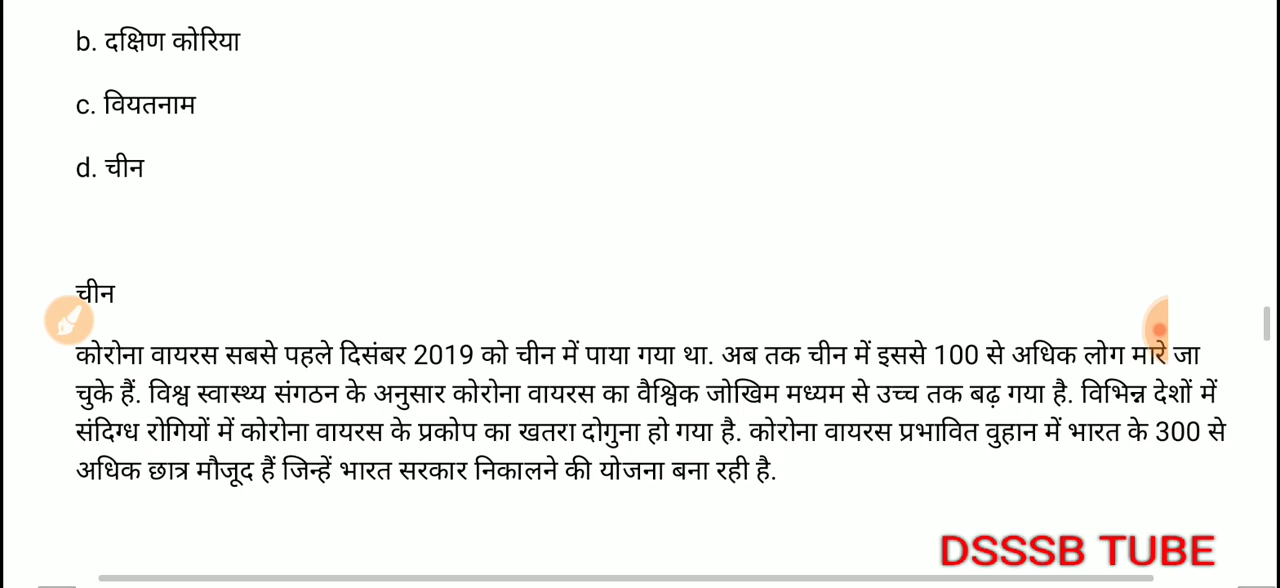 b. दक्षिण कोरिया
c. वियतनाम
d. चीन
चीन
कोरोना वायरस सबसे पहले दिसंबर 2019 को चीन में पाया गया था. अब तक चीन में इससे 100 से अधिक लोग मारे जा
चुके हैं. विश्व स्वास्थ्य संगठन के अनुसार कोरोना वायरस का वैश्विक जोखिम मध्यम से उच्च तक बढ़ गया है. विभिन्न देशों में
संदिग्ध रोगियों में कोरोना वायरस के प्रकोप का खतरा दोगुना हो गया है. कोरोना वायरस प्रभावित वुहान में भारत के 300 से
अधिक छात्र मौजूद हैं जिन्हें भारत सरकार निकालने की योजना बना रही है.
DSSSB TUBE